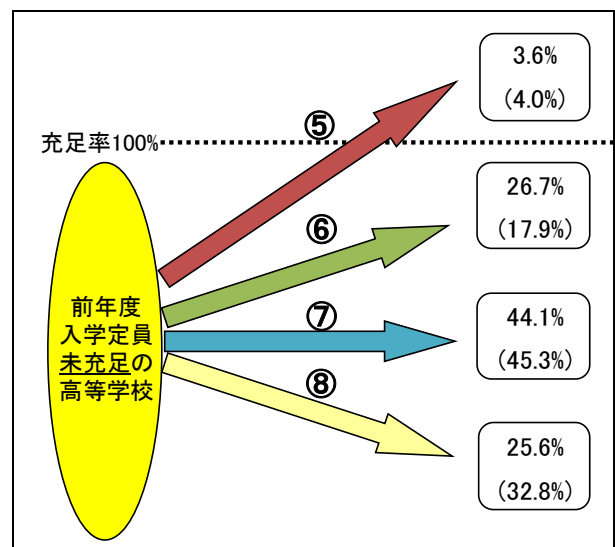 3.6%
(4.0%)
⑤
充足率100%
26.7%
(17.9%)
⑥
前年度
入学定員
未充足の
高等学校
⑦
44.1%
(45.3%)
⑧
25.6%
(32.8%)